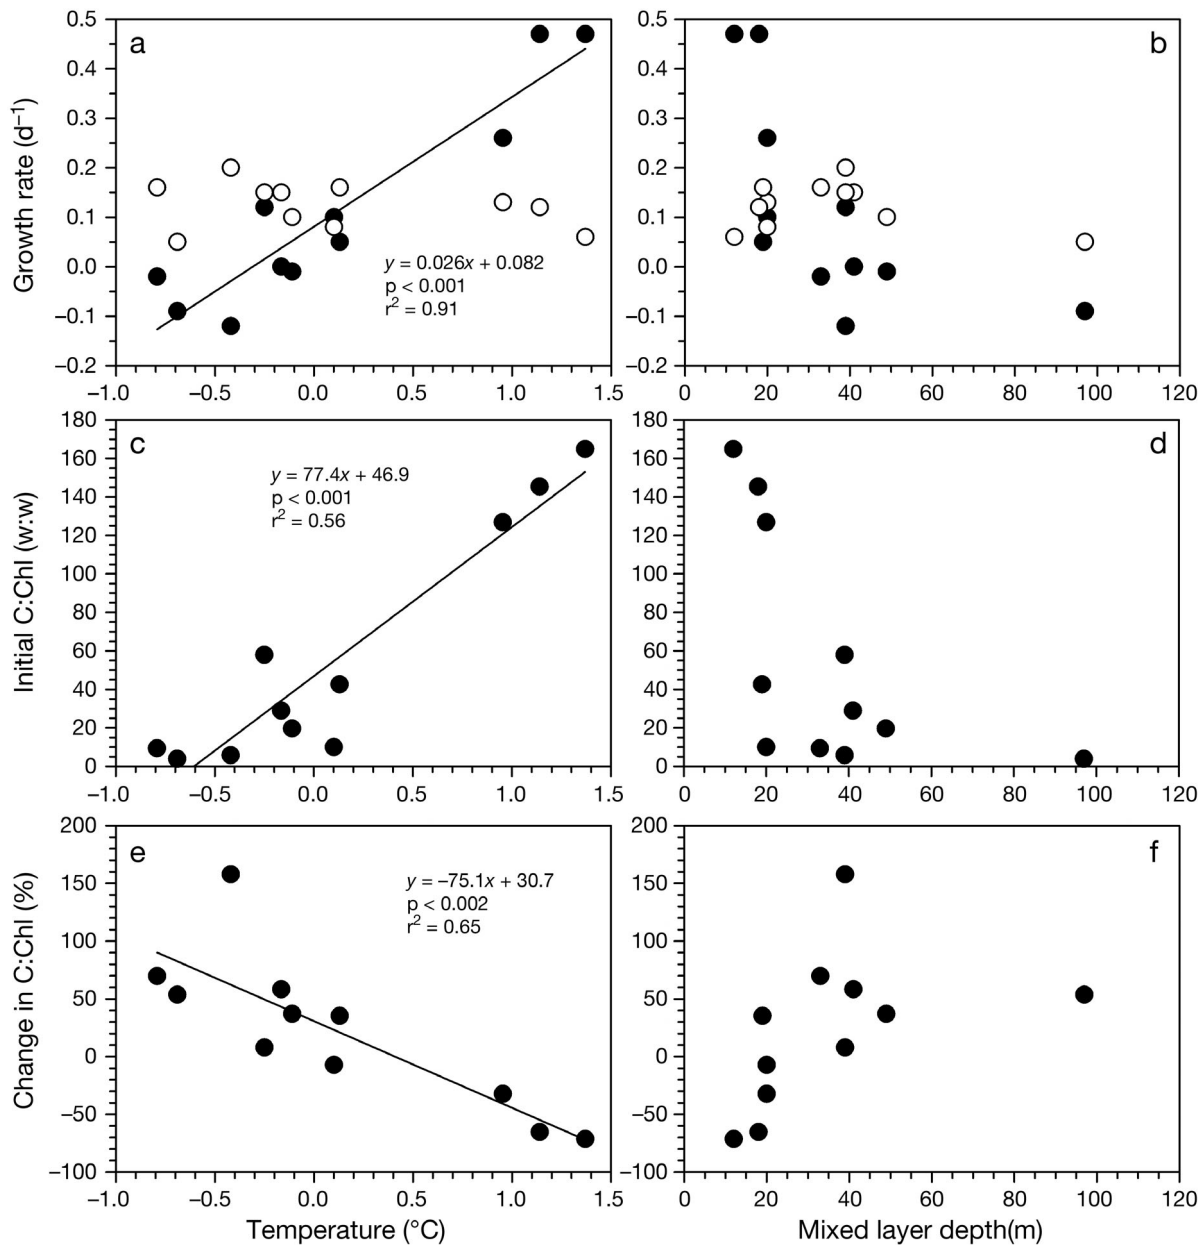 a
b
Growth rate (d⁻¹)
0.5
0.4
0.3
0.2
0.1
0.0
−0.1
−0.2
y = 0.026x + 0.082
p < 0.001
r² = 0.91
−1.0 −0.5 0.0 0.5 1.0 1.5
0.5
0.4
0.3
0.2
0.1
0.0
−0.1
−0.2
0 20 40 60 80 100 120
c
d
Initial C:Chl (w:w)
180
160
140
120
100
80
60
40
20
0
y = 77.4x + 46.9
p < 0.001
r² = 0.56
−1.0 −0.5 0.0 0.5 1.0 1.5
180
160
140
120
100
80
60
40
20
0
0 20 40 60 80 100 120
e
f
Change in C:Chl (%)
200
150
100
50
0
−50
−100
y = −75.1x + 30.7
p < 0.002
r² = 0.65
−1.0 −0.5 0.0 0.5 1.0 1.5
Temperature (°C)
200
150
100
50
0
−50
−100
0 20 40 60 80 100 120
Mixed layer depth(m)